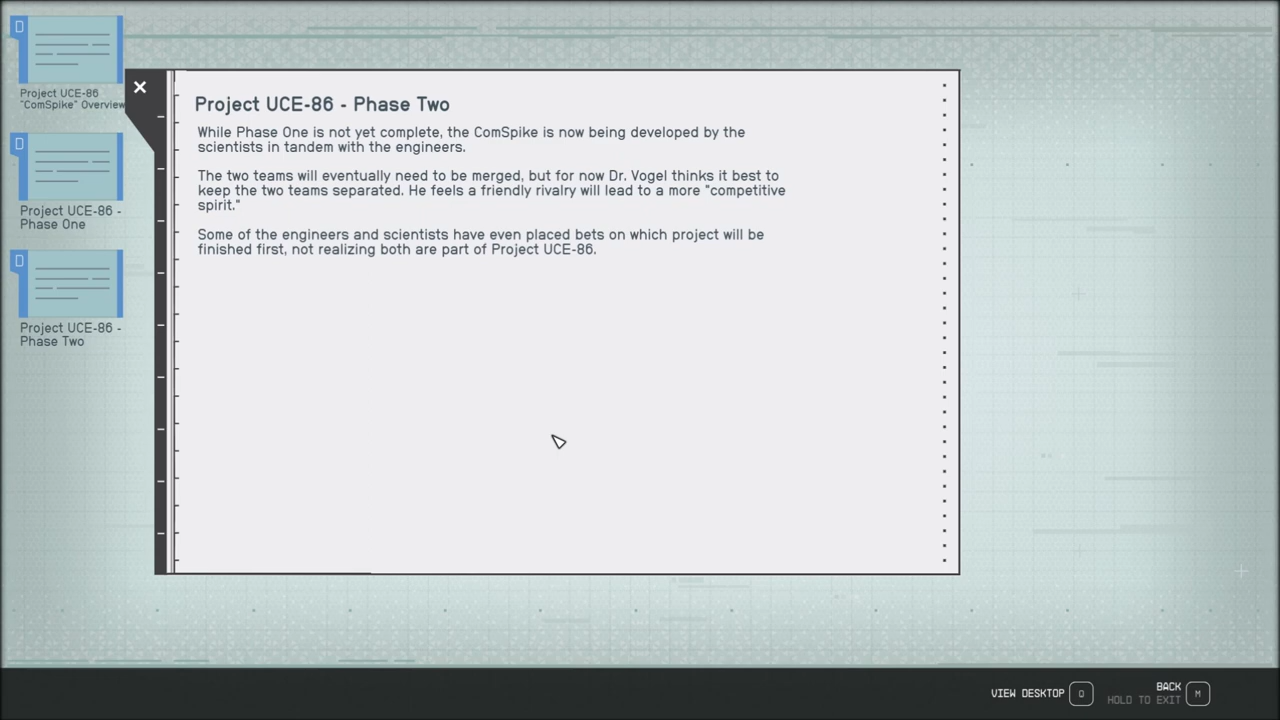 D
Project UCE-86
"ComSpike" Overview
D
Project UCE-86 -
Phase One
D
Project UCE-86 -
Phase Two
Project UCE-86 - Phase Two
While Phase One is not yet complete, the ComSpike is now being developed by the
scientists in tandem with the engineers.
The two teams will eventually need to be merged, but for now Dr. Vogel thinks it best to
keep the two teams separated. He feels a friendly rivalry will lead to a more "competitive
spirit."
Some of the engineers and scientists have even placed bets on which project will be
finished first, not realizing both are part of Project UCE-86.
VIEW DESKTOP Q
BACK
HOLD TO EXIT M